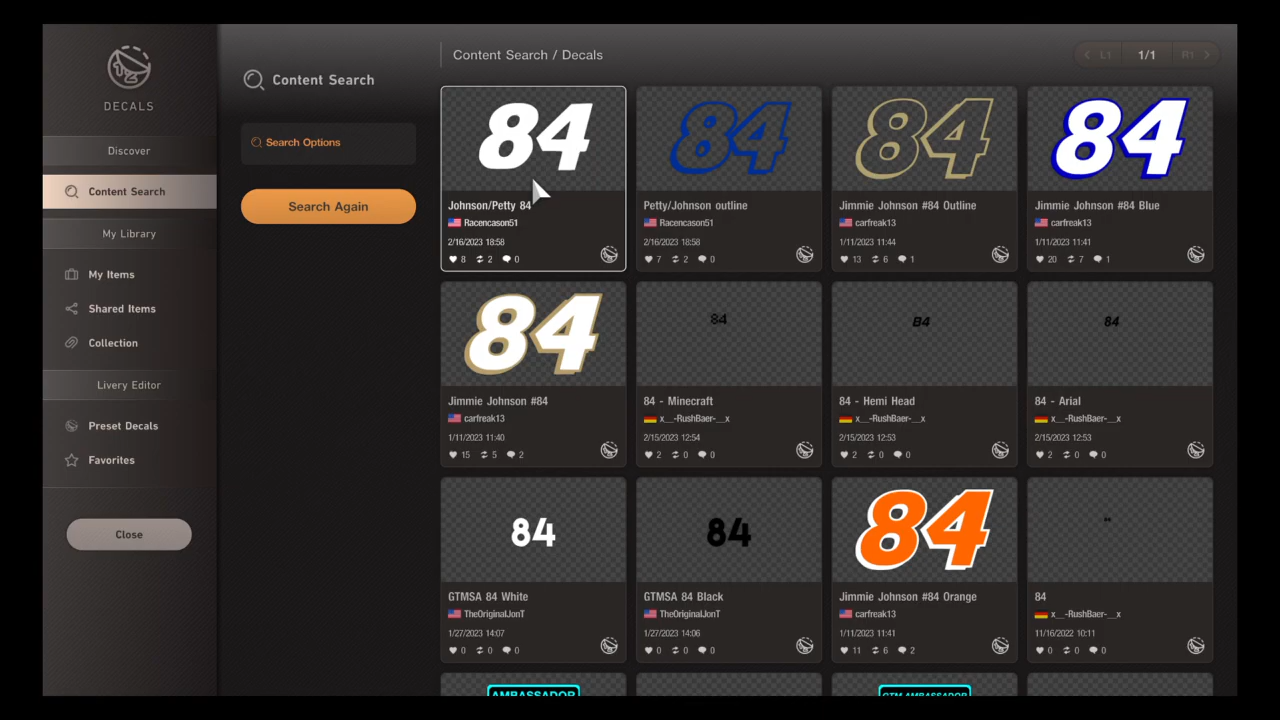 DECALS
Discover
Content Search
My Library
My Items
Shared Items
Collection
Livery Editor
Preset Decals
Favorites
Close
Content Search
Search Options
Search Again
Content Search / Decals
< L1 1/1 R1 >
84
Johnson/Petty 84
Racencason51
2/16/2023 18:58
8 2 0
84
Petty/Johnson outline
Racencason51
2/16/2023 18:58
7 2 0
84
Jimmie Johnson #84 Outline
carfreak13
1/11/2023 11:44
13 6 1
84
Jimmie Johnson #84 Blue
carfreak13
1/11/2023 11:41
20 7 1
84
Jimmie Johnson #84
carfreak13
1/11/2023 11:40
15 5 2
84
84 - Minecraft
x__-RushBaer-__x
2/15/2023 12:54
2 0 0
84
84 - Hemi Head
x__-RushBaer-__x
2/15/2023 12:53
2 0 0
84
84 - Arial
x__-RushBaer-__x
2/15/2023 12:53
2 0 0
84
GTMSA 84 White
TheOriginalJonT
1/27/2023 14:07
0 0 0
84
GTMSA 84 Black
TheOriginalJonT
1/27/2023 14:06
0 0 0
84
Jimmie Johnson #84 Orange
carfreak13
1/11/2023 11:41
11 6 2
84
x__-RushBaer-__x
11/16/2022 10:11
0 0 0
AMBASSADOR
GTM AMBASSADOR